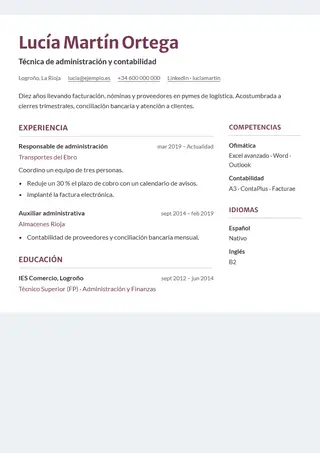 Lucía Martín Ortega
Técnica de administración y contabilidad
Logroño, La Rioja lucia@ejemplo.es +34 600 000 000 LinkedIn · luciamartin
Diez años llevando facturación, nóminas y proveedores en pymes de logística. Acostumbrada a
cierres trimestrales, conciliación bancaria y atención a clientes.
EXPERIENCIA
Responsable de administración mar 2019 – Actualidad
Transportes del Ebro
Coordino un equipo de tres personas.
• Reduje un 30 % el plazo de cobro con un calendario de avisos.
• Implanté la factura electrónica.
Auxiliar administrativa sept 2014 – feb 2019
Almacenes Rioja
• Contabilidad de proveedores y conciliación bancaria mensual.
EDUCACIÓN
IES Comercio, Logroño sept 2012 – jun 2014
Técnico Superior (FP) · Administración y Finanzas
COMPETENCIAS
Ofimática
Excel avanzado · Word ·
Outlook
Contabilidad
A3 · ContaPlus · Facturae
IDIOMAS
Español
Nativo
Inglés
B2